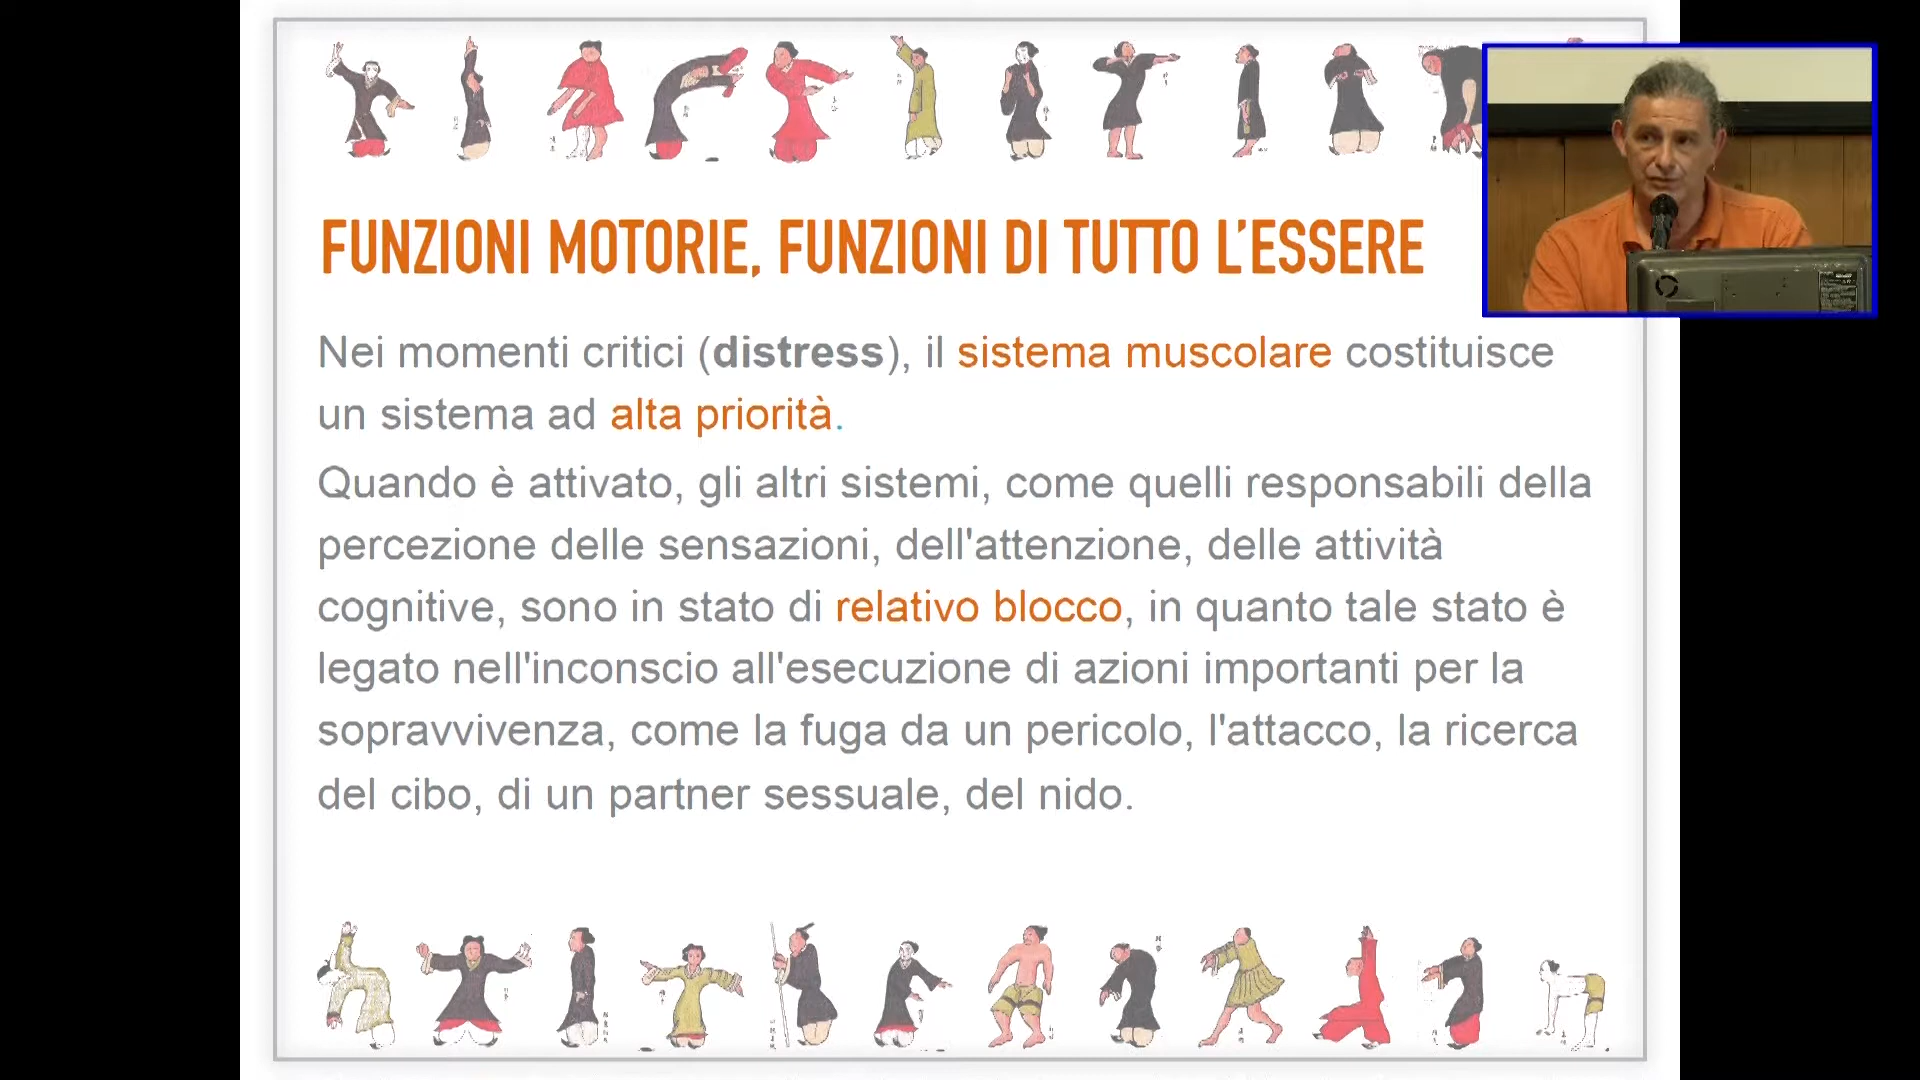 FUNZIONI MOTORIE, FUNZIONI DI TUTTO L'ESSERE
Nei momenti critici (distress), il sistema muscolare costituisce
un sistema ad alta priorità.
Quando è attivato, gli altri sistemi, come quelli responsabili della
percezione delle sensazioni, dell'attenzione, delle attività
cognitive, sono in stato di relativo blocco, in quanto tale stato è
legato nell'inconscio all'esecuzione di azioni importanti per la
sopravvivenza, come la fuga da un pericolo, l'attacco, la ricerca
del cibo, di un partner sessuale, del nido.